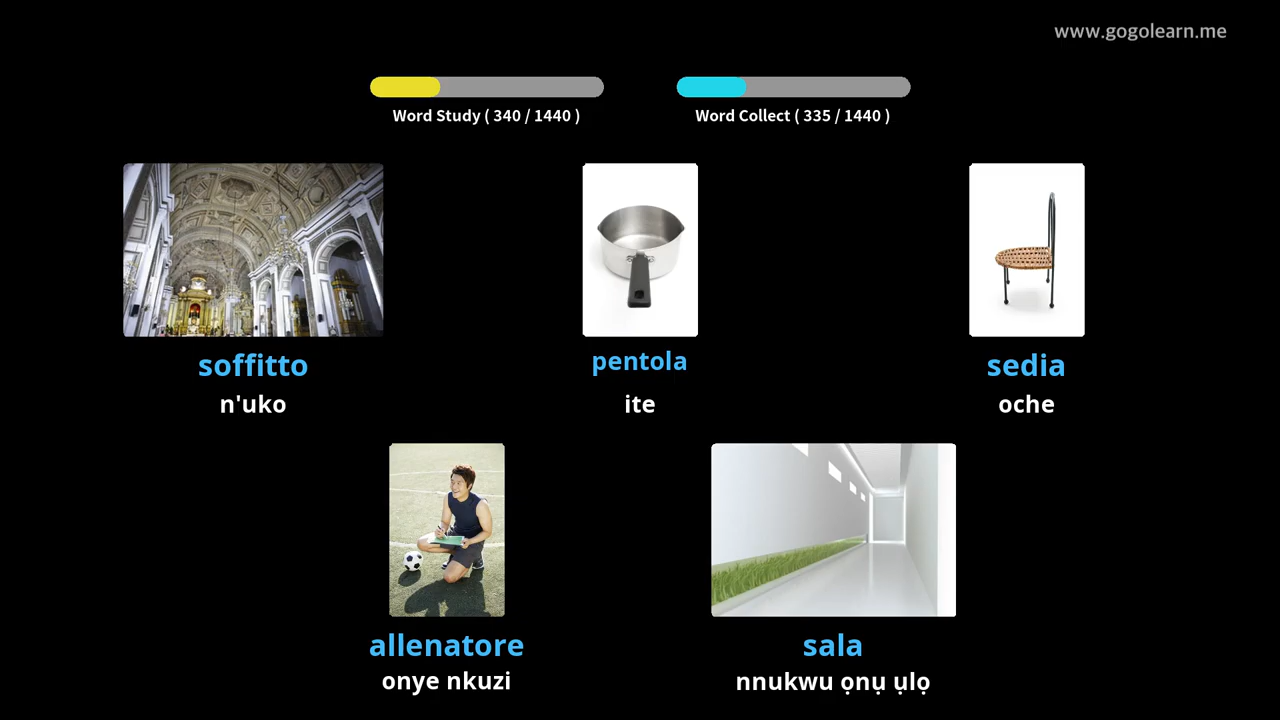 www.gogolearn.me
Word Study ( 340 / 1440 )
Word Collect ( 335 / 1440 )
soffitto
pentola
sedia
n'uko
ite
oche
allenatore
sala
onye nkuzi
nnukwu ọnụ ụlọ